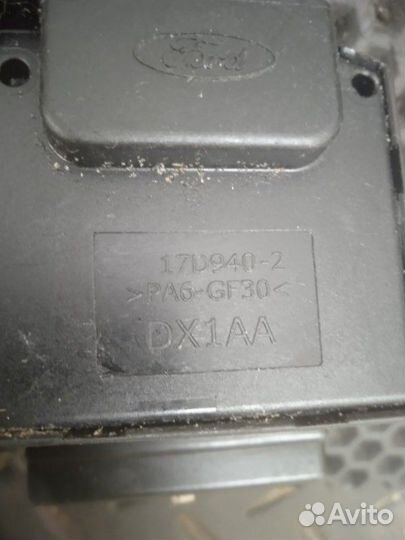 Ford
17D940-2
>PA6-GF30<
DX1AA
Avito